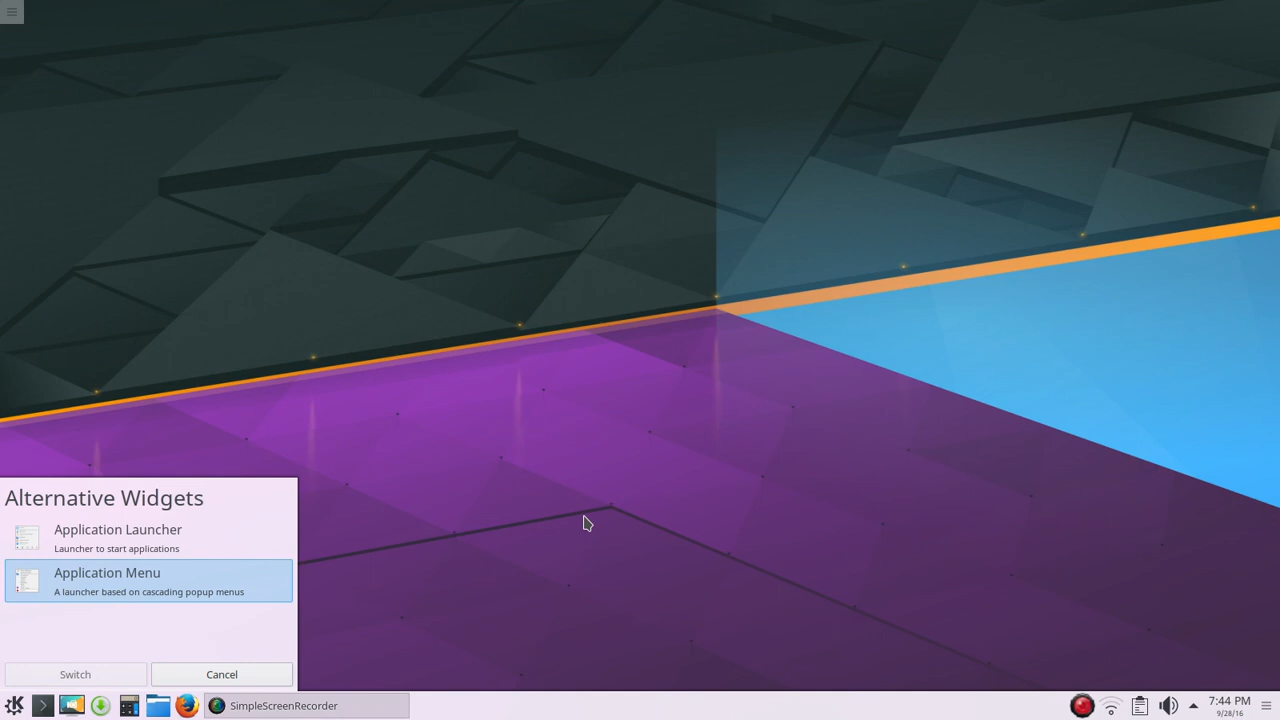 Alternative Widgets
Application Launcher
Launcher to start applications
Application Menu
A launcher based on cascading popup menus
Switch
Cancel
SimpleScreenRecorder
7:44 PM
9/28/16